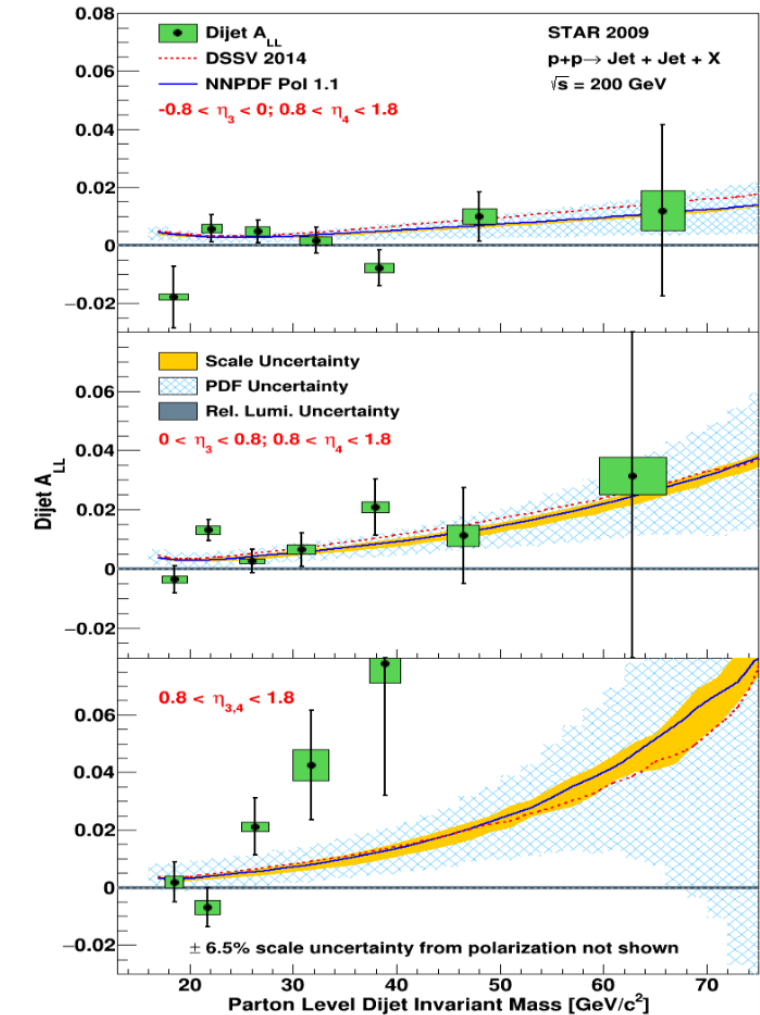 0.08
Dijet A_LL
STAR 2009
DSSV 2014
p+p→ Jet + Jet + X
0.06
NNPDF Pol 1.1
√s = 200 GeV
-0.8 < η_3 < 0; 0.8 < η_4 < 1.8
0.04
0.02
0
−0.02
Scale Uncertainty
PDF Uncertainty
0.06
Rel. Lumi. Uncertainty
0 < η_3 < 0.8; 0.8 < η_4 < 1.8
0.04
Dijet A_LL
0.02
0
−0.02
0.8 < η_3,4 < 1.8
0.06
0.04
0.02
0
−0.02
± 6.5% scale uncertainty from polarization not shown
20 30 40 50 60 70
Parton Level Dijet Invariant Mass [GeV/c²]